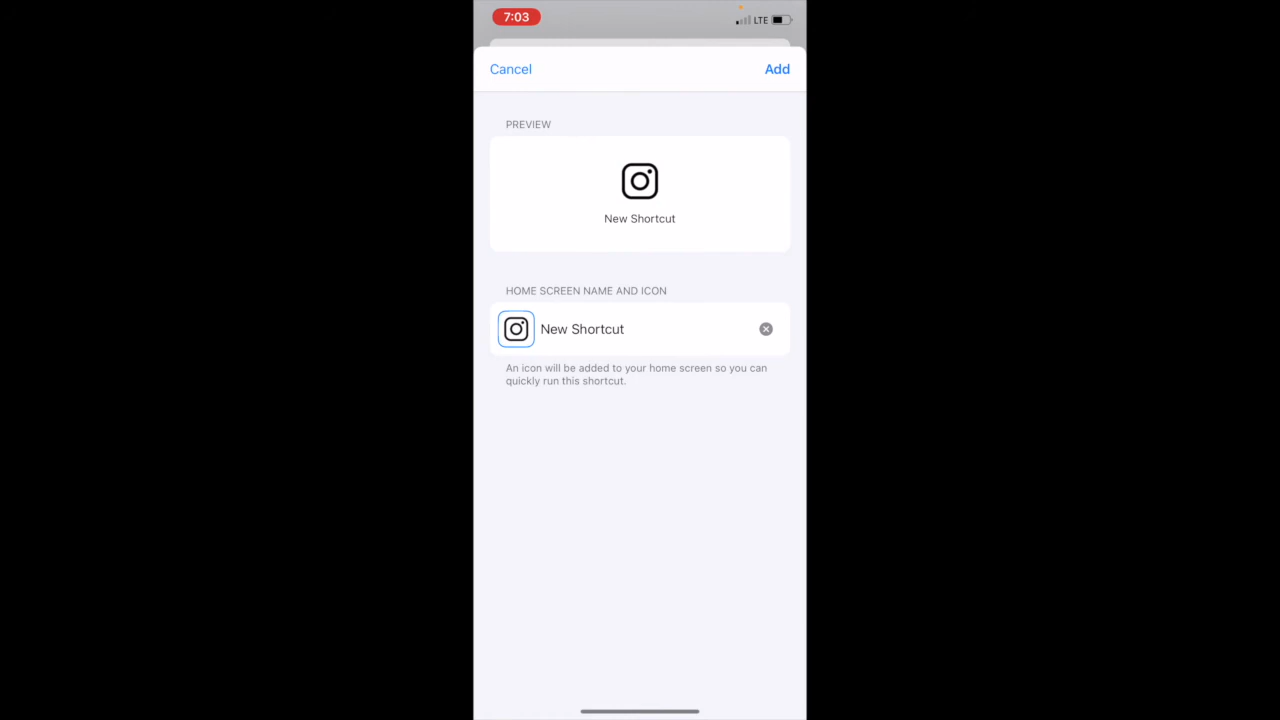 7:03
LTE
Cancel
Add
PREVIEW
New Shortcut
HOME SCREEN NAME AND ICON
New Shortcut
An icon will be added to your home screen so you can
quickly run this shortcut.